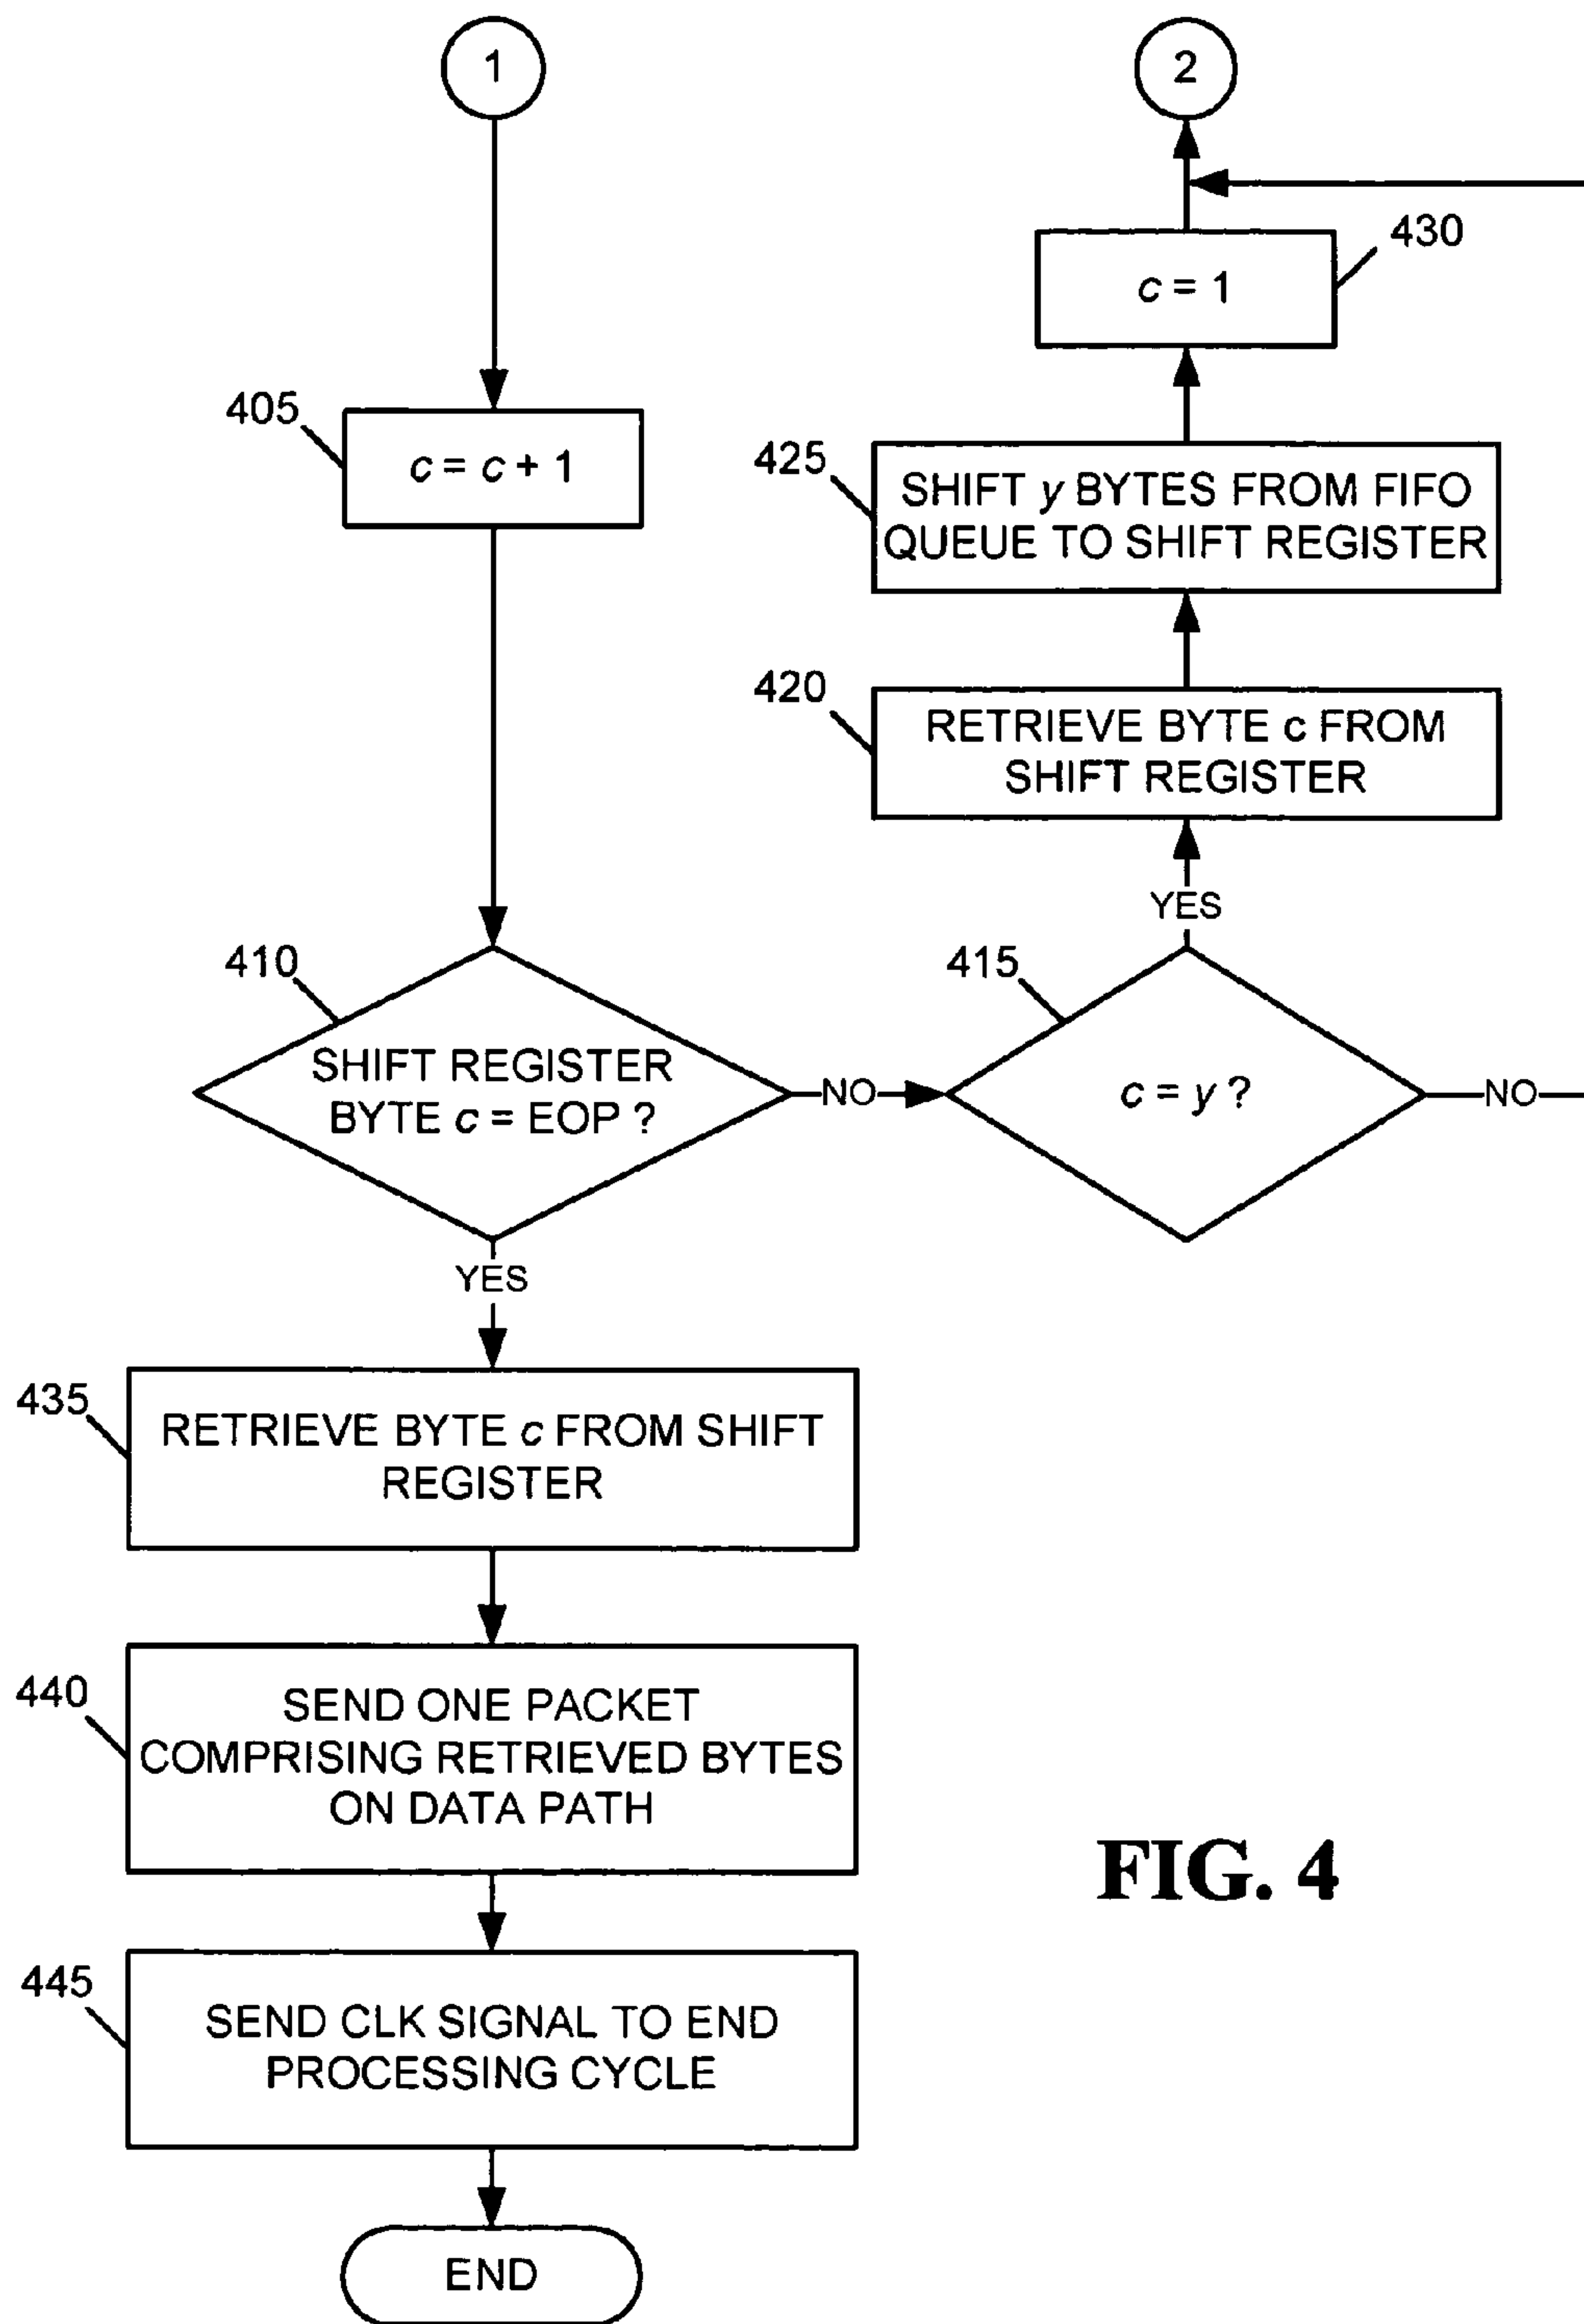 1
2
430
c = 1
405
c = c + 1
425
SHIFT y BYTES FROM FIFO
QUEUE TO SHIFT REGISTER
420
RETRIEVE BYTE c FROM
SHIFT REGISTER
YES
410
SHIFT REGISTER
BYTE c = EOP ?
NO
415
c = y ?
NO
YES
435
RETRIEVE BYTE c FROM SHIFT
REGISTER
440
SEND ONE PACKET
COMPRISING RETRIEVED BYTES
ON DATA PATH
FIG. 4
445
SEND CLK SIGNAL TO END
PROCESSING CYCLE
END